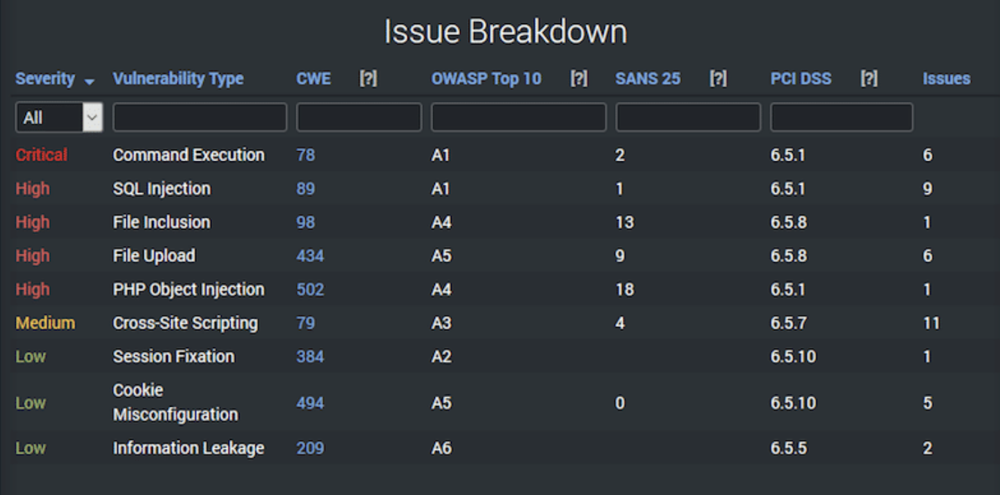 Issue Breakdown
Severity Vulnerability Type CWE [?] OWASP Top 10 [?] SANS 25 [?] PCI DSS [?] Issues
All
Critical Command Execution 78 A1 2 6.5.1 6
High SQL Injection 89 A1 1 6.5.1 9
High File Inclusion 98 A4 13 6.5.8 1
High File Upload 434 A5 9 6.5.8 6
High PHP Object Injection 502 A4 18 6.5.1 1
Medium Cross-Site Scripting 79 A3 4 6.5.7 11
Low Session Fixation 384 A2 6.5.10 1
Cookie
Low Misconfiguration 494 A5 0 6.5.10 5
Low Information Leakage 209 A6 6.5.5 2